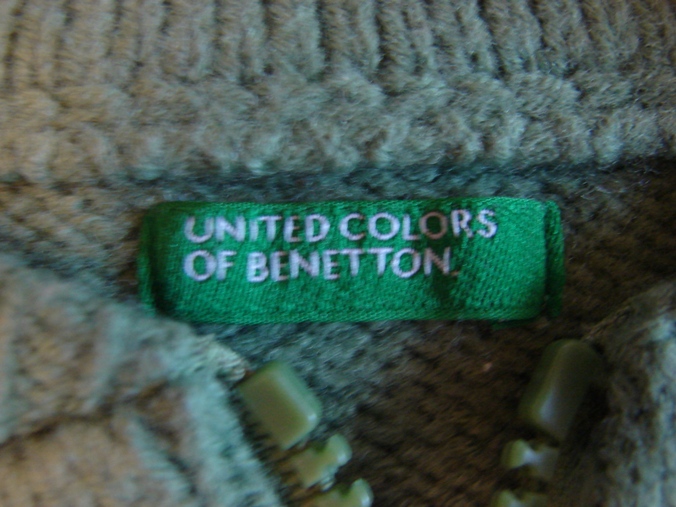 UNITED COLORS
OF BENETTON.